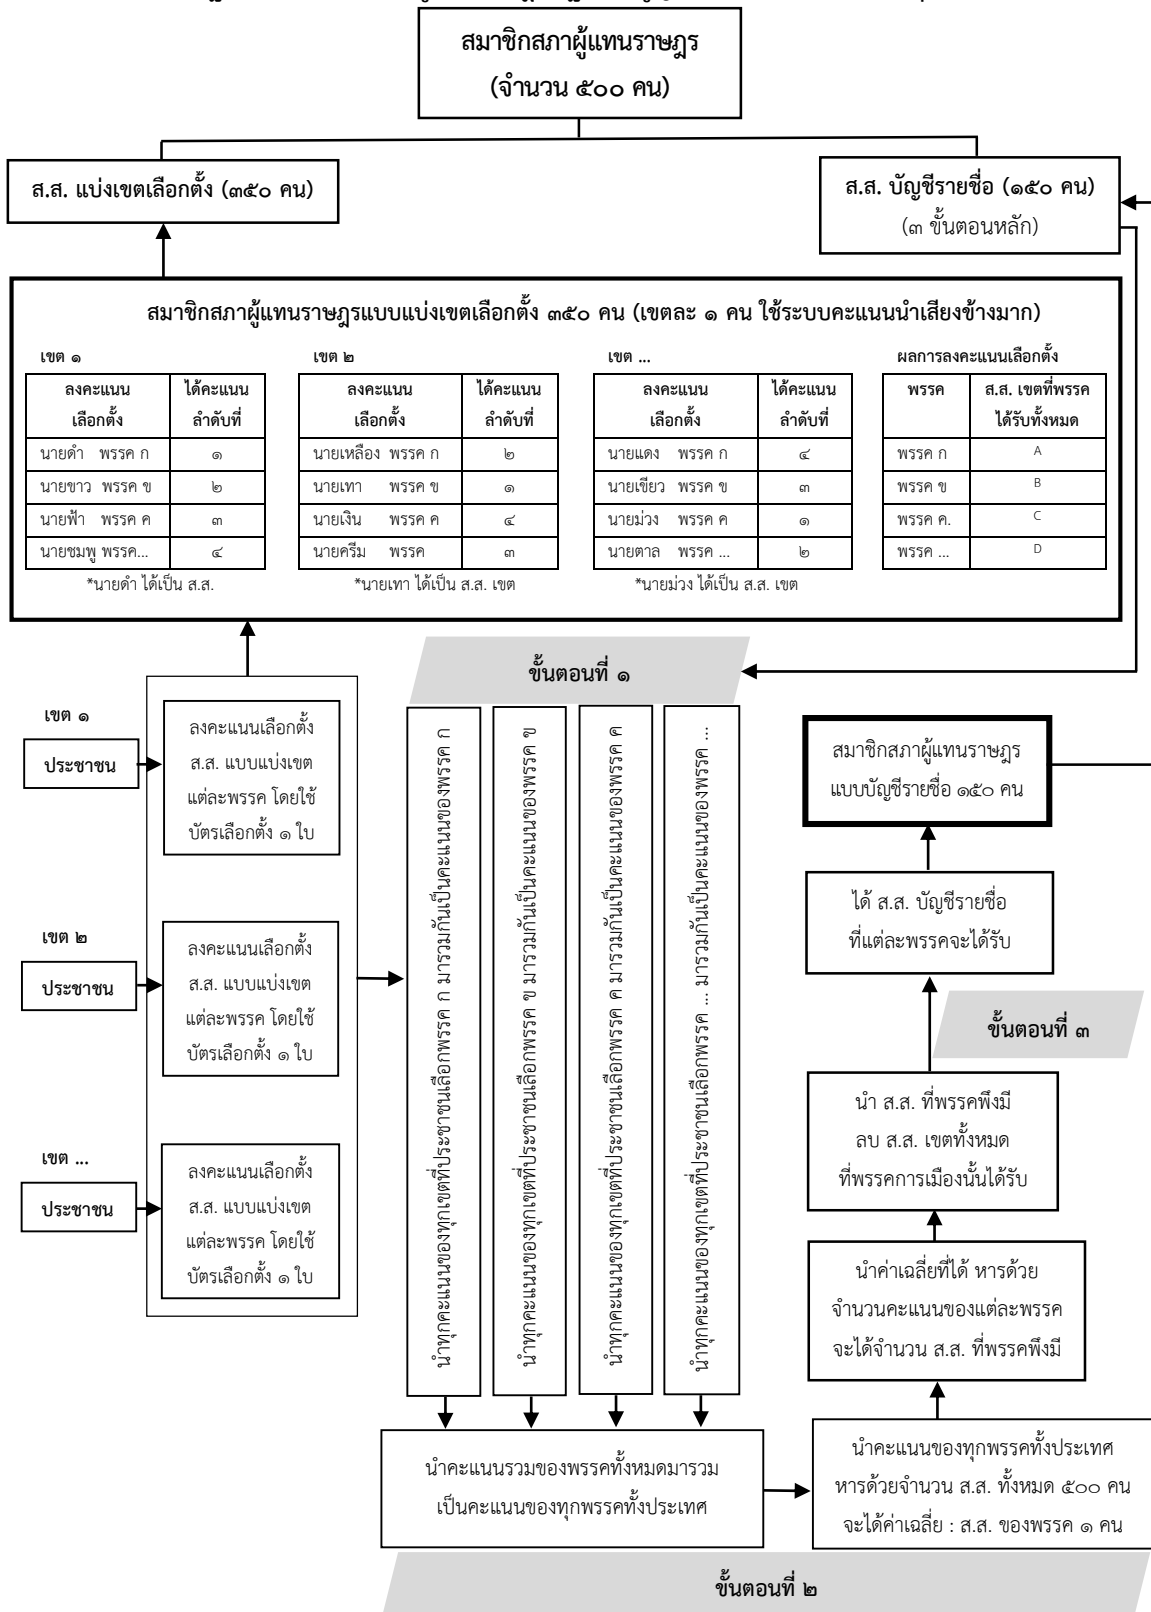 สมาชิกสภาผู้แทนราษฎร
(จำนวน ๕๐๐ คน)
ส.ส. แบ่งเขตเลือกตั้ง (๓๕๐ คน)
ส.ส. บัญชีรายชื่อ (๑๕๐ คน)
(๓ ขั้นตอนหลัก)
สมาชิกสภาผู้แทนราษฎรแบบแบ่งเขตเลือกตั้ง ๓๕๐ คน (เขตละ ๑ คน ใช้ระบบคะแนนนำเสียงข้างมาก)
เขต ๑
ลงคะแนน ได้คะแนน
เลือกตั้ง ลำดับที่
นายดำ พรรค ก ๑
นายขาว พรรค ข ๒
นายฟ้า พรรค ค ๓
นายชมพู พรรค... ๔
*นายดำ ได้เป็น ส.ส.
เขต ๒
ลงคะแนน ได้คะแนน
เลือกตั้ง ลำดับที่
นายเหลือง พรรค ก ๒
นายเทา พรรค ข ๑
นายเงิน พรรค ค ๔
นายครีม พรรค ๓
*นายเทา ได้เป็น ส.ส. เขต
เขต ...
ลงคะแนน ได้คะแนน
เลือกตั้ง ลำดับที่
นายแดง พรรค ก ๔
นายเขียว พรรค ข ๓
นายม่วง พรรค ค ๑
นายตาล พรรค ... ๒
*นายม่วง ได้เป็น ส.ส. เขต
ผลการลงคะแนนเลือกตั้ง
พรรค ส.ส. เขตที่พรรค
ได้รับทั้งหมด
พรรค ก A
พรรค ข B
พรรค ค. C
พรรค ... D
เขต ๑
ประชาชน
ลงคะแนนเลือกตั้ง
ส.ส. แบบแบ่งเขต
แต่ละพรรค โดยใช้
บัตรเลือกตั้ง ๑ ใบ
เขต ๒
ประชาชน
ลงคะแนนเลือกตั้ง
ส.ส. แบบแบ่งเขต
แต่ละพรรค โดยใช้
บัตรเลือกตั้ง ๑ ใบ
เขต ...
ประชาชน
ลงคะแนนเลือกตั้ง
ส.ส. แบบแบ่งเขต
แต่ละพรรค โดยใช้
บัตรเลือกตั้ง ๑ ใบ
ขั้นตอนที่ ๑
นำทุกคะแนนของทุกเขตที่ประชาชนเลือกพรรค ก มารวมกันเป็นคะแนนของพรรค ก
นำทุกคะแนนของทุกเขตที่ประชาชนเลือกพรรค ข มารวมกันเป็นคะแนนของพรรค ข
นำทุกคะแนนของทุกเขตที่ประชาชนเลือกพรรค ค มารวมกันเป็นคะแนนของพรรค ค
นำทุกคะแนนของทุกเขตที่ประชาชนเลือกพรรค ... มารวมกันเป็นคะแนนของพรรค ...
นำคะแนนรวมของพรรคทั้งหมดมารวม
เป็นคะแนนของทุกพรรคทั้งประเทศ
ขั้นตอนที่ ๒
นำคะแนนของทุกพรรคทั้งประเทศ
หารด้วยจำนวน ส.ส. ทั้งหมด ๕๐๐ คน
จะได้ค่าเฉลี่ย : ส.ส. ของพรรค ๑ คน
นำค่าเฉลี่ยที่ได้ หารด้วย
จำนวนคะแนนของแต่ละพรรค
จะได้จำนวน ส.ส. ที่พรรคพึงมี
นำ ส.ส. ที่พรรคพึงมี
ลบ ส.ส. เขตทั้งหมด
ที่พรรคการเมืองนั้นได้รับ
ขั้นตอนที่ ๓
ได้ ส.ส. บัญชีรายชื่อ
ที่แต่ละพรรคจะได้รับ
สมาชิกสภาผู้แทนราษฎร
แบบบัญชีรายชื่อ ๑๕๐ คน